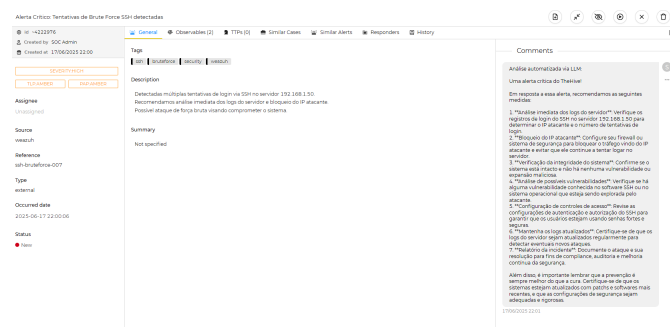 Alerta Crítico: Tentativas de Brute Force SSH detectadas
Id ~4222976
Created by SOC Admin
Created at 17/06/2025 22:00
SEVERITY:HIGH
TLP:AMBER
PAP:AMBER
Assignee
Unassigned
Source
wazuh
Reference
ssh-bruteforce-007
Type
external
Occurred date
2025-06-17 22:00:06
Status
New
General
Observables (2)
TTPs (0)
Similar Cases
Similar Alerts
Responders
History
Tags
ssh
bruteforce
security
wazuh
Description
Detectadas múltiplas tentativas de login via SSH no servidor 192.168.1.50.
Recomendamos análise imediata dos logs do servidor e bloqueio do IP atacante.
Possível ataque de força bruta visando comprometer o sistema.
Summary
Not specified
Comments
Análise automatizada via LLM:
Uma alerta crítica do TheHive!
Em resposta a essa alerta, recomendamos as seguintes
medidas:
1. **Análise imediata dos logs do servidor**: Verifique os
registros de login do SSH no servidor 192.168.1.50 para
determinar o IP atacante e o número de tentativas de
login.
2. **Bloqueio do IP atacante**: Configure seu firewall ou
sistema de segurança para bloquear o tráfego vindo do IP
atacante e evitar que ele continue a tentar logar no
servidor.
3. **Verificação da integridade do sistema**: Confirme se o
sistema está intacto e não há nenhuma vulnerabilidade ou
expansão maliciosa.
4. **Análise de possíveis vulnerabilidades**: Verifique se há
alguma vulnerabilidade conhecida no software SSH ou no
sistema operacional que esteja sendo explorada pelo
atacante.
5. **Configuração de controles de acesso**: Revise as
configurações de autenticação e autorização do SSH para
garantir que os usuários estejam usando senhas fortes e
seguras.
6. **Mantenha os logs atualizados**: Certifique-se de que os
logs do servidor sejam atualizados regularmente para
detectar eventuais novos ataques.
7. **Relatório da incidente**: Documente o ataque e sua
resolução para fins de compliance, auditoria e melhoria
contínua da segurança.
Além disso, é importante lembrar que a prevenção é
sempre melhor do que a cura. Certifique-se de que os
sistemas estejam atualizados com patchs e softwares mais
recentes, e que as configurações de segurança sejam
adequadas e rigorosas.
17/06/2025 22:01